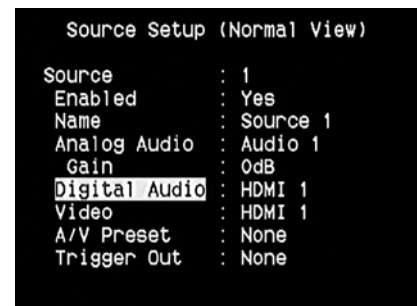 Source Setup (Normal View)
Source : 1
Enabled : Yes
Name : Source 1
Analog Audio : Audio 1
Gain : 0dB
Digital Audio : HDMI 1
Video : HDMI 1
A/V Preset : None
Trigger Out : None